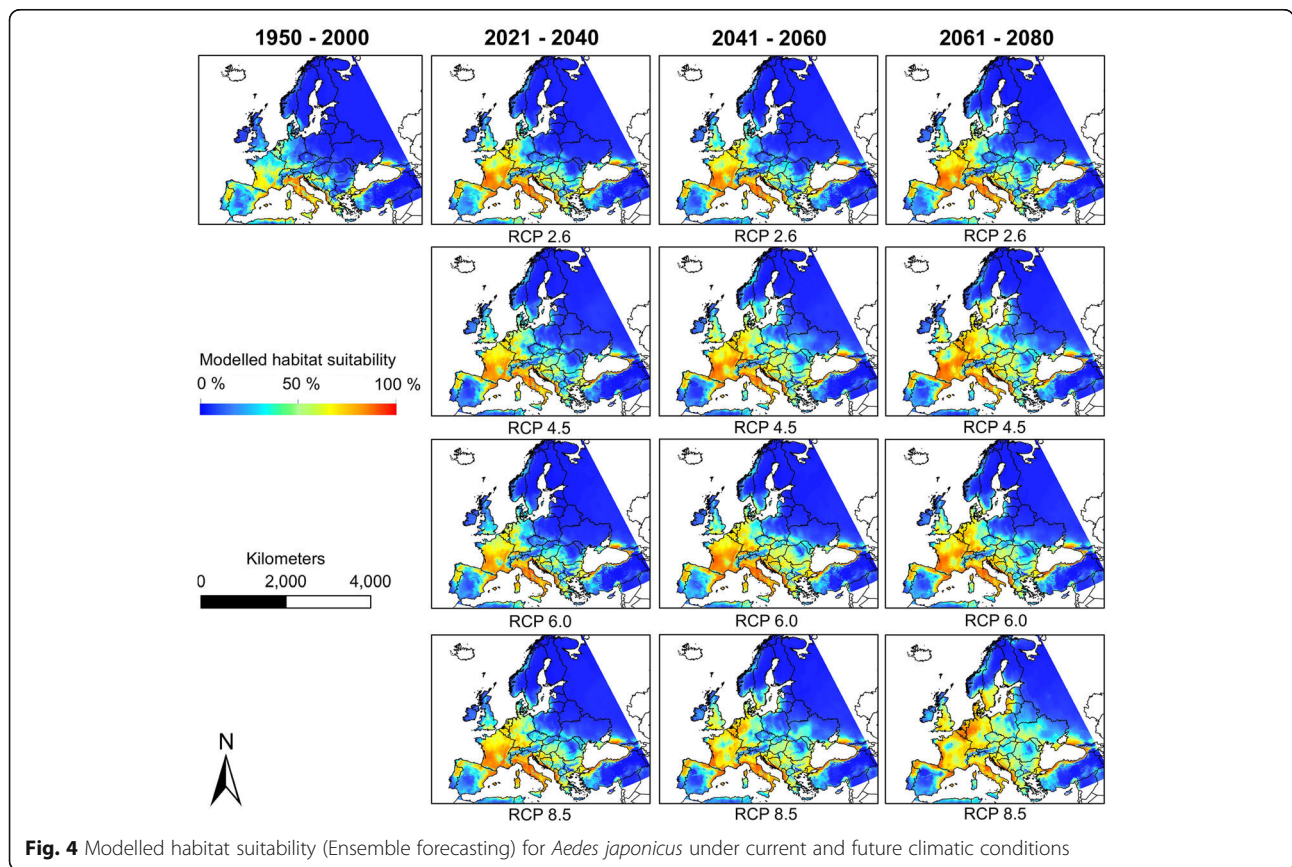 1950 - 2000 2021 - 2040 2041 - 2060 2061 - 2080
RCP 2.6 RCP 2.6 RCP 2.6
Modelled habitat suitability
0 % 50 % 100 %
RCP 4.5 RCP 4.5 RCP 4.5
Kilometers
0 2,000 4,000
RCP 6.0 RCP 6.0 RCP 6.0
N
RCP 8.5 RCP 8.5 RCP 8.5
Fig. 4 Modelled habitat suitability (Ensemble forecasting) for Aedes japonicus under current and future climatic conditions